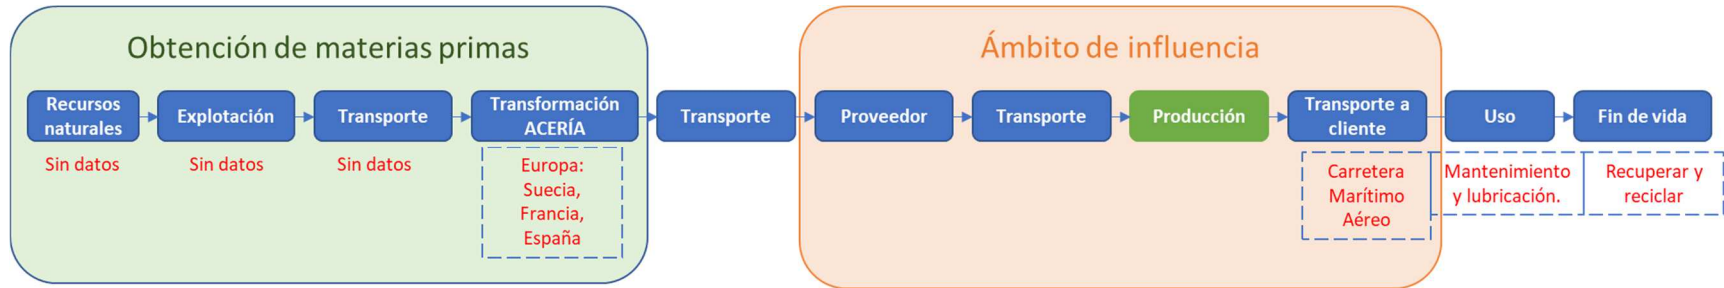 Obtención de materias primas
Ámbito de influencia
Recursos
naturales
Explotación
Transporte
Transformación
ACERÍA
Transporte
Proveedor
Transporte
Producción
Transporte a
cliente
Uso
Fin de vida
Sin datos
Sin datos
Sin datos
Europa:
Suecia,
Francia,
España
Carretera
Marítimo
Aéreo
Mantenimiento
y lubricación.
Recuperar y
reciclar